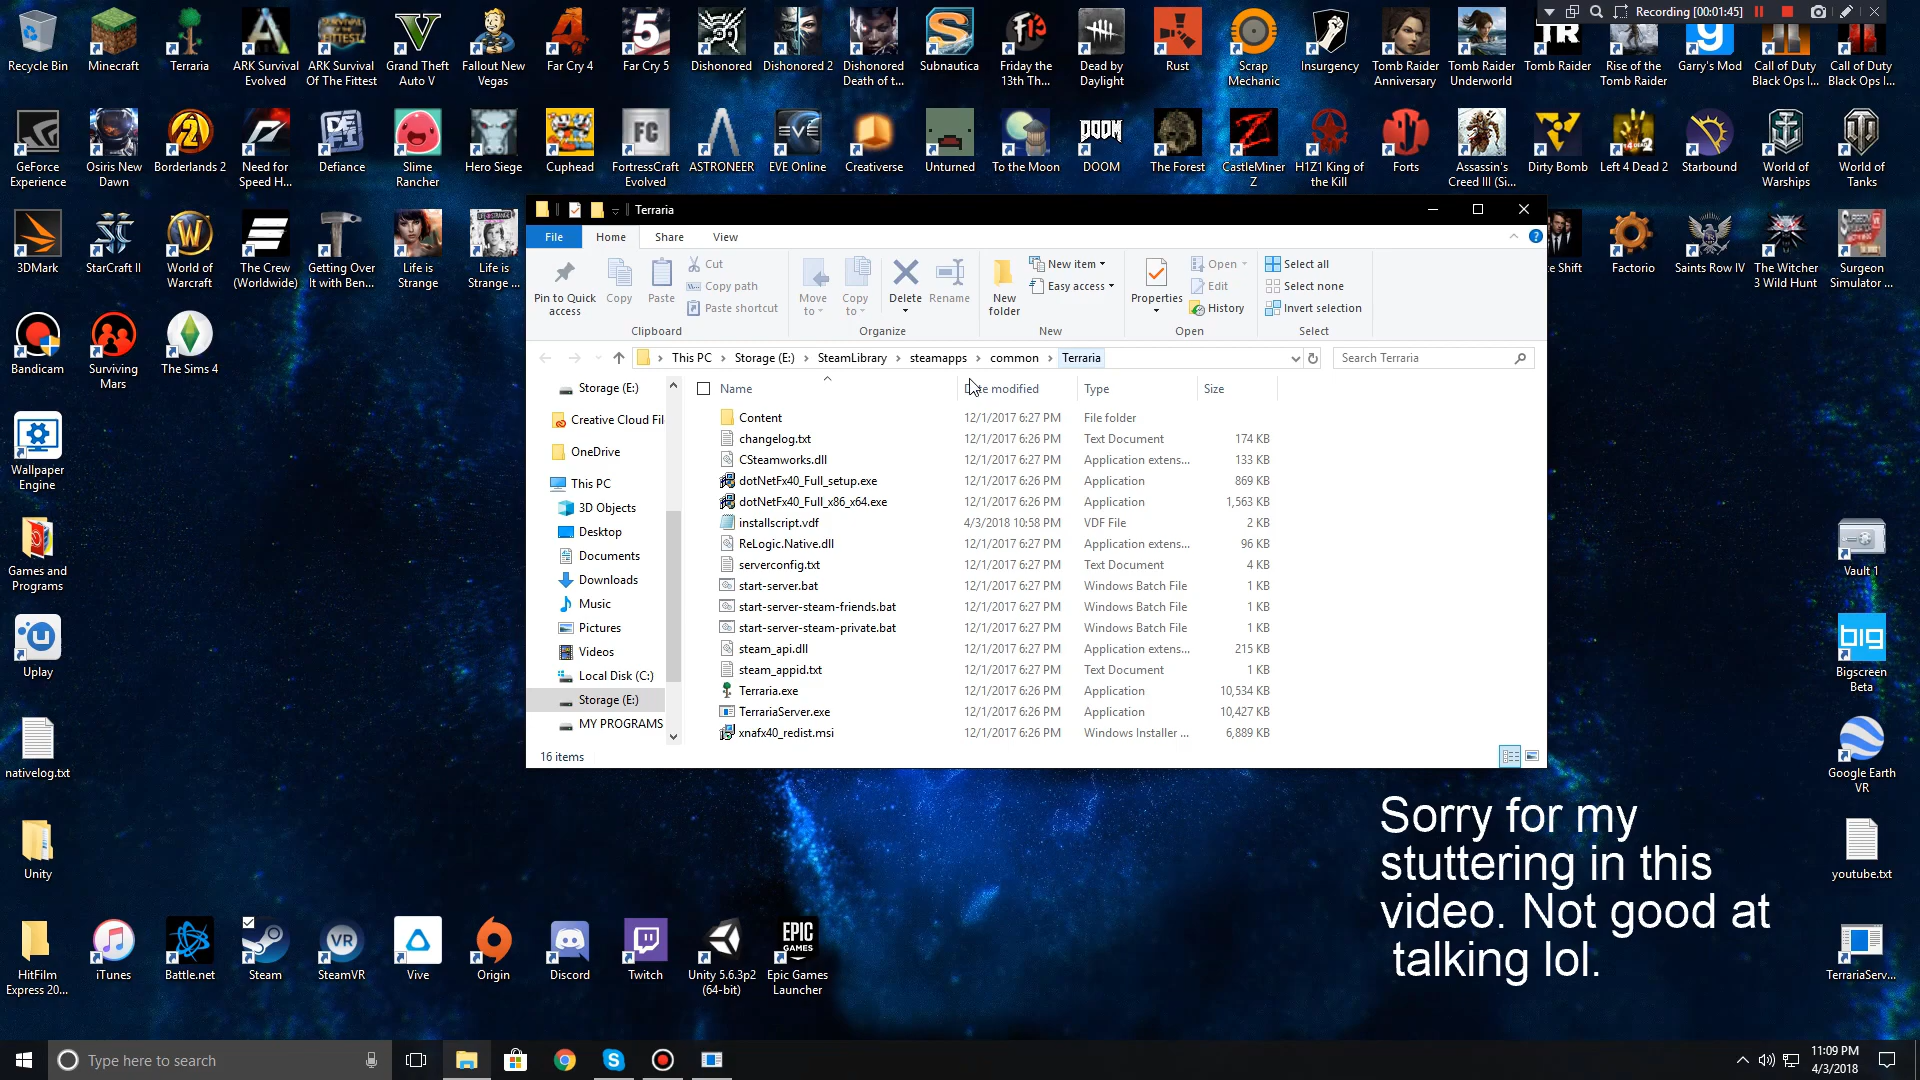 Recording [00:01:45]
Recycle Bin
Minecraft
Terraria
ARK Survival Evolved
ARK Survival Of The Fittest
Grand Theft Auto V
Fallout New Vegas
Far Cry 4
Far Cry 5
Dishonored
Dishonored 2
Dishonored Death of t...
Subnautica
Friday the 13th Th...
Dead by Daylight
Rust
Scrap Mechanic
Insurgency
Tomb Raider Anniversary
Tomb Raider Underworld
Tomb Raider
Rise of the Tomb Raider
Garry's Mod
Call of Duty Black Ops I...
Call of Duty Black Ops I...
GeForce Experience
Osiris New Dawn
Borderlands 2
Need for Speed H...
Defiance
Slime Rancher
Hero Siege
Cuphead
FortressCraft Evolved
ASTRONEER
EVE Online
Creativerse
Unturned
To the Moon
DOOM
The Forest
CastleMiner Z
H1Z1 King of the Kill
Forts
Assassin's Creed III (Si...
Dirty Bomb
Left 4 Dead 2
Starbound
World of Warships
World of Tanks
3DMark
StarCraft II
World of Warcraft
The Crew (Worldwide)
Getting Over It with Ben...
Life is Strange
Life is Strange ...
ce Shift
Factorio
Saints Row IV
The Witcher 3 Wild Hunt
Surgeon Simulator ...
Bandicam
Surviving Mars
The Sims 4
Wallpaper Engine
Games and Programs
Uplay
nativelog.txt
Unity
Terraria
File Home Share View
Pin to Quick access
Copy
Paste
Cut
Copy path
Paste shortcut
Move to
Copy to
Delete
Rename
New folder
New item
Easy access
Properties
Open
Edit
History
Select all
Select none
Invert selection
Clipboard Organize New Open Select
This PC > Storage (E:) > SteamLibrary > steamapps > common > Terraria
Search Terraria
Storage (E:)
Creative Cloud Fil
OneDrive
This PC
3D Objects
Desktop
Documents
Downloads
Music
Pictures
Videos
Local Disk (C:)
Storage (E:)
MY PROGRAMS
Name Date modified Type Size
Content 12/1/2017 6:27 PM File folder
changelog.txt 12/1/2017 6:26 PM Text Document 174 KB
CSteamworks.dll 12/1/2017 6:27 PM Application extens... 133 KB
dotNetFx40_Full_setup.exe 12/1/2017 6:26 PM Application 869 KB
dotNetFx40_Full_x86_x64.exe 12/1/2017 6:26 PM Application 1,563 KB
installscript.vdf 4/3/2018 10:58 PM VDF File 2 KB
ReLogic.Native.dll 12/1/2017 6:27 PM Application extens... 96 KB
serverconfig.txt 12/1/2017 6:27 PM Text Document 4 KB
start-server.bat 12/1/2017 6:27 PM Windows Batch File 1 KB
start-server-steam-friends.bat 12/1/2017 6:27 PM Windows Batch File 1 KB
start-server-steam-private.bat 12/1/2017 6:27 PM Windows Batch File 1 KB
steam_api.dll 12/1/2017 6:27 PM Application extens... 215 KB
steam_appid.txt 12/1/2017 6:27 PM Text Document 1 KB
Terraria.exe 12/1/2017 6:26 PM Application 10,534 KB
TerrariaServer.exe 12/1/2017 6:26 PM Application 10,427 KB
xnafx40_redist.msi 12/1/2017 6:26 PM Windows Installer ... 6,889 KB
16 items
Vault 1
Bigscreen Beta
Google Earth VR
youtube.txt
TerrariaServ...
Sorry for my
stuttering in this
video. Not good at
talking lol.
HitFilm Express 20...
iTunes
Battle.net
Steam
SteamVR
Vive
Origin
Discord
Twitch
Unity 5.6.3p2 (64-bit)
Epic Games Launcher
Type here to search
11:09 PM
4/3/2018